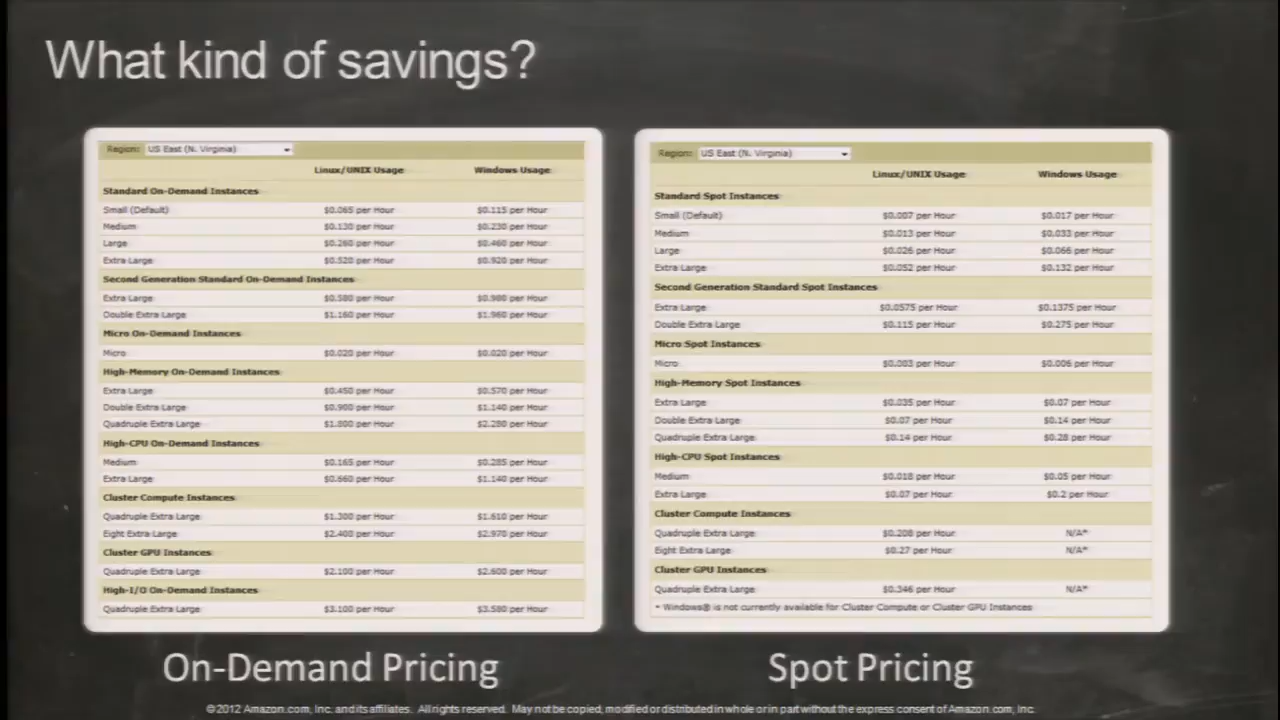 What kind of savings?
Region: US East (N. Virginia)
Linux/UNIX Usage Windows Usage
Standard On-Demand Instances
Small (Default) $0.065 per Hour $0.115 per Hour
Medium $0.130 per Hour $0.230 per Hour
Large $0.260 per Hour $0.460 per Hour
Extra Large $0.520 per Hour $0.920 per Hour
Second Generation Standard On-Demand Instances
Extra Large $0.580 per Hour $0.980 per Hour
Double Extra Large $1.160 per Hour $1.960 per Hour
Micro On-Demand Instances
Micro $0.020 per Hour $0.020 per Hour
High-Memory On-Demand Instances
Extra Large $0.450 per Hour $0.570 per Hour
Double Extra Large $0.900 per Hour $1.140 per Hour
Quadruple Extra Large $1.800 per Hour $2.280 per Hour
High-CPU On-Demand Instances
Medium $0.165 per Hour $0.285 per Hour
Extra Large $0.660 per Hour $1.140 per Hour
Cluster Compute Instances
Quadruple Extra Large $1.300 per Hour $1.610 per Hour
Eight Extra Large $2.400 per Hour $2.970 per Hour
Cluster GPU Instances
Quadruple Extra Large $2.100 per Hour $2.600 per Hour
High-I/O On-Demand Instances
Quadruple Extra Large $3.100 per Hour $3.580 per Hour
On-Demand Pricing
Region: US East (N. Virginia)
Linux/UNIX Usage Windows Usage
Standard Spot Instances
Small (Default) $0.007 per Hour $0.017 per Hour
Medium $0.013 per Hour $0.033 per Hour
Large $0.026 per Hour $0.066 per Hour
Extra Large $0.052 per Hour $0.132 per Hour
Second Generation Standard Spot Instances
Extra Large $0.0575 per Hour $0.1375 per Hour
Double Extra Large $0.115 per Hour $0.275 per Hour
Micro Spot Instances
Micro $0.003 per Hour $0.006 per Hour
High-Memory Spot Instances
Extra Large $0.035 per Hour $0.07 per Hour
Double Extra Large $0.07 per Hour $0.14 per Hour
Quadruple Extra Large $0.14 per Hour $0.28 per Hour
High-CPU Spot Instances
Medium $0.018 per Hour $0.05 per Hour
Extra Large $0.07 per Hour $0.2 per Hour
Cluster Compute Instances
Quadruple Extra Large $0.208 per Hour N/A*
Eight Extra Large $0.27 per Hour N/A*
Cluster GPU Instances
Quadruple Extra Large $0.346 per Hour N/A*
* Windows® is not currently available for Cluster Compute or Cluster GPU Instances
Spot Pricing
©2012 Amazon.com, Inc. and its affiliates. All rights reserved. May not be copied, modified or distributed in whole or in part without the express consent of Amazon.com, Inc.